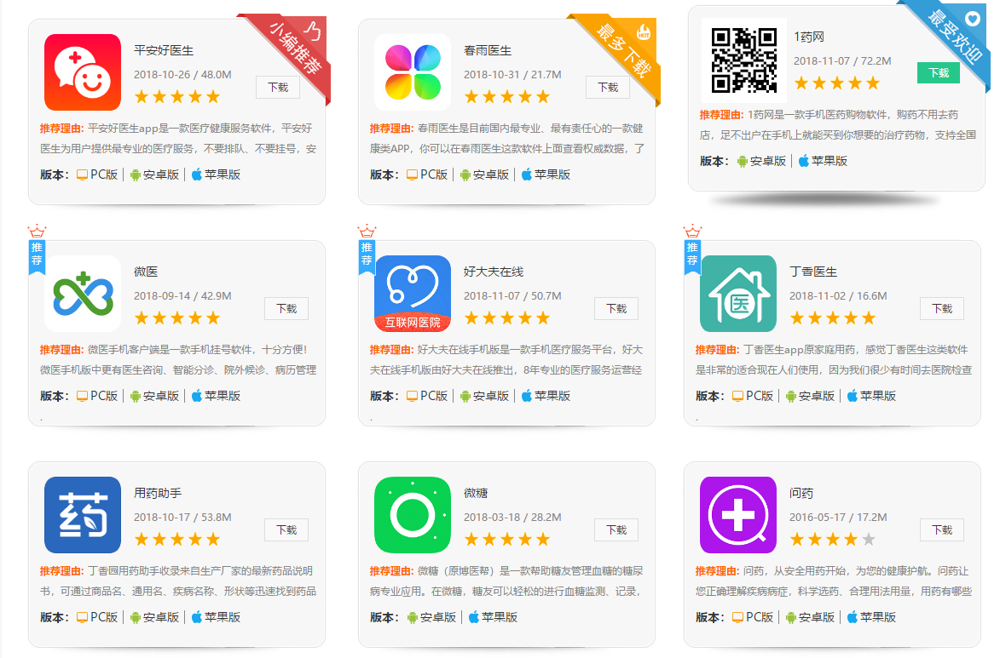 平安好医生
2018-10-26 / 48.0M
下载
小编推荐
推荐理由: 平安好医生app是一款医疗健康服务软件，平安好
医生为用户提供最专业的医疗服务，不要排队、不要挂号，安
版本： PC版 | 安卓版 | 苹果版
春雨医生
2018-10-31 / 21.7M
下载
HOT
最多下载
推荐理由: 春雨医生是目前国内最专业、最有责任心的一款健
康类APP，你可以在春雨医生这款软件上面查看权威数据，了
版本： PC版 | 安卓版 | 苹果版
1药网
2018-11-07 / 72.2M
下载
最受欢迎
推荐理由: 1药网是一款手机医药购物软件，购药不用去药
店，足不出户在手机上就能买到你想要的治疗药物，支持全国
版本： 安卓版 | 苹果版
推荐
微医
2018-09-14 / 42.9M
下载
推荐理由: 微医手机客户端是一款手机挂号软件，十分方便！
微医手机版中更有医生咨询、智能分诊、院外候诊、病历管理
版本： PC版 | 安卓版 | 苹果版
.
推荐
互联网医院
好大夫在线
2018-11-07 / 50.7M
下载
推荐理由: 好大夫在线手机版是一款手机医疗服务平台，好大
夫在线手机版由好大夫在线推出，8年专业的医疗服务运营经
版本： PC版 | 安卓版 | 苹果版
.
推荐
医
丁香医生
2018-11-02 / 16.6M
下载
推荐理由: 丁香医生app原家庭用药，感觉丁香医生这类软件
是非常的适合现在人们使用，因为我们很少有时间去医院检查
版本： PC版 | 安卓版 | 苹果版
.
药
用药助手
2018-10-17 / 53.8M
下载
推荐理由: 丁香园用药助手收录来自生产厂家的最新药品说明
书，可通过商品名、通用名、疾病名称、形状等迅速找到药品
版本： PC版 | 安卓版 | 苹果版
微糖
2018-03-18 / 28.2M
下载
推荐理由: 微糖（原博医帮）是一款帮助糖友管理血糖的糖尿
病专业应用。在微糖，糖友可以轻松的进行血糖监测、记录，
版本： 安卓版 | 苹果版
问药
2016-05-17 / 17.2M
下载
推荐理由: 问药，从安全用药开始，为您的健康护航。问药让
您正确理解疾病病症，科学选药、合理用法用量，用药有哪些
版本： PC版 | 安卓版 | 苹果版